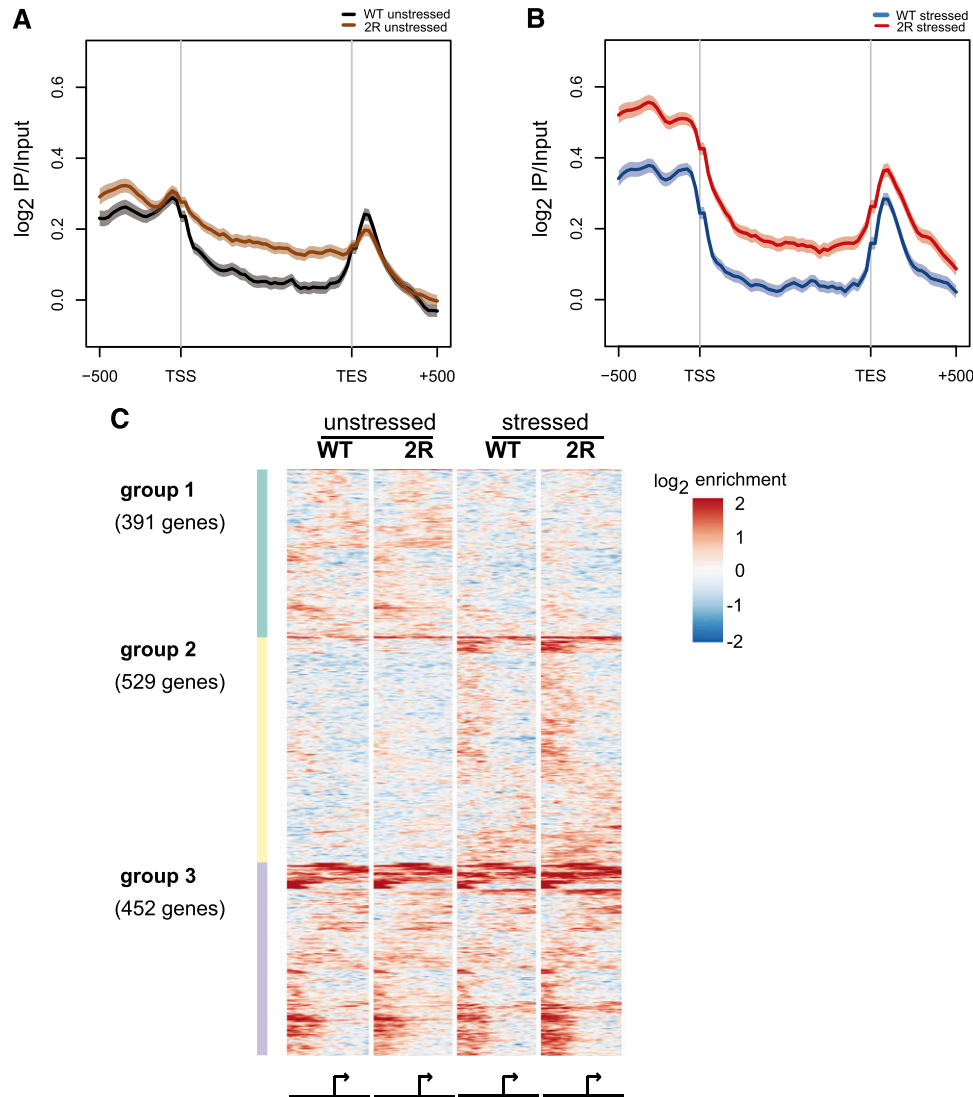 A
WT unstressed
2R unstressed
log2 IP/Input
0.6
0.4
0.2
0.0
−500
TSS
TES
+500
B
WT stressed
2R stressed
log2 IP/Input
0.6
0.4
0.2
0.0
−500
TSS
TES
+500
C
unstressed
stressed
WT
2R
WT
2R
group 1
(391 genes)
group 2
(529 genes)
group 3
(452 genes)
log2 enrichment
2
1
0
-1
-2